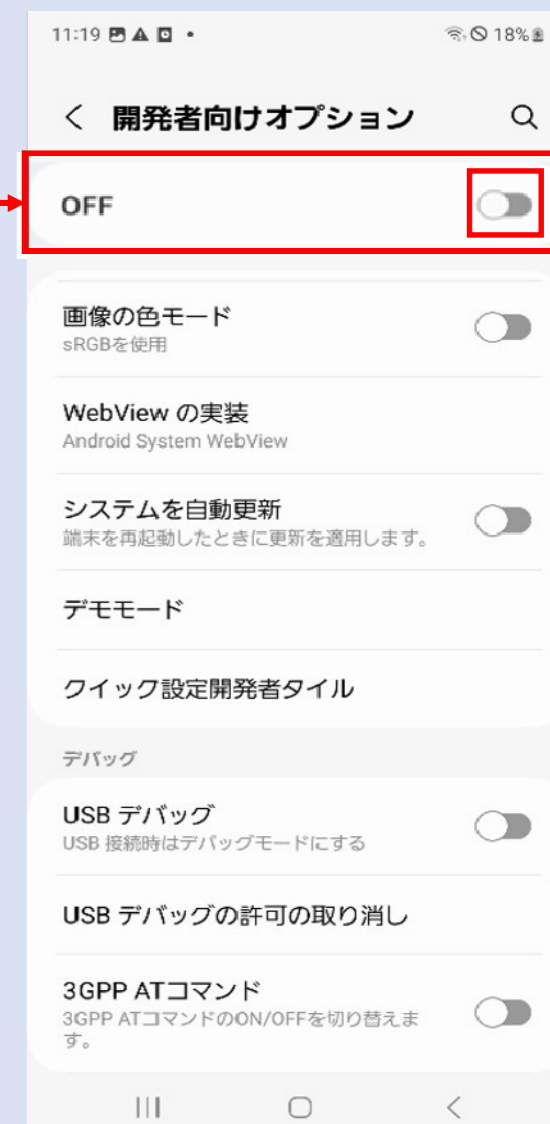 11:19
18%
開発者向けオプション
OFF
画像の色モード
sRGBを使用
WebView の実装
Android System WebView
システムを自動更新
端末を再起動したときに更新を適用します。
デモモード
クイック設定開発者タイル
デバッグ
USB デバッグ
USB 接続時はデバッグモードにする
USB デバッグの許可の取り消し
3GPP ATコマンド
3GPP ATコマンドのON/OFFを切り替えま
す。